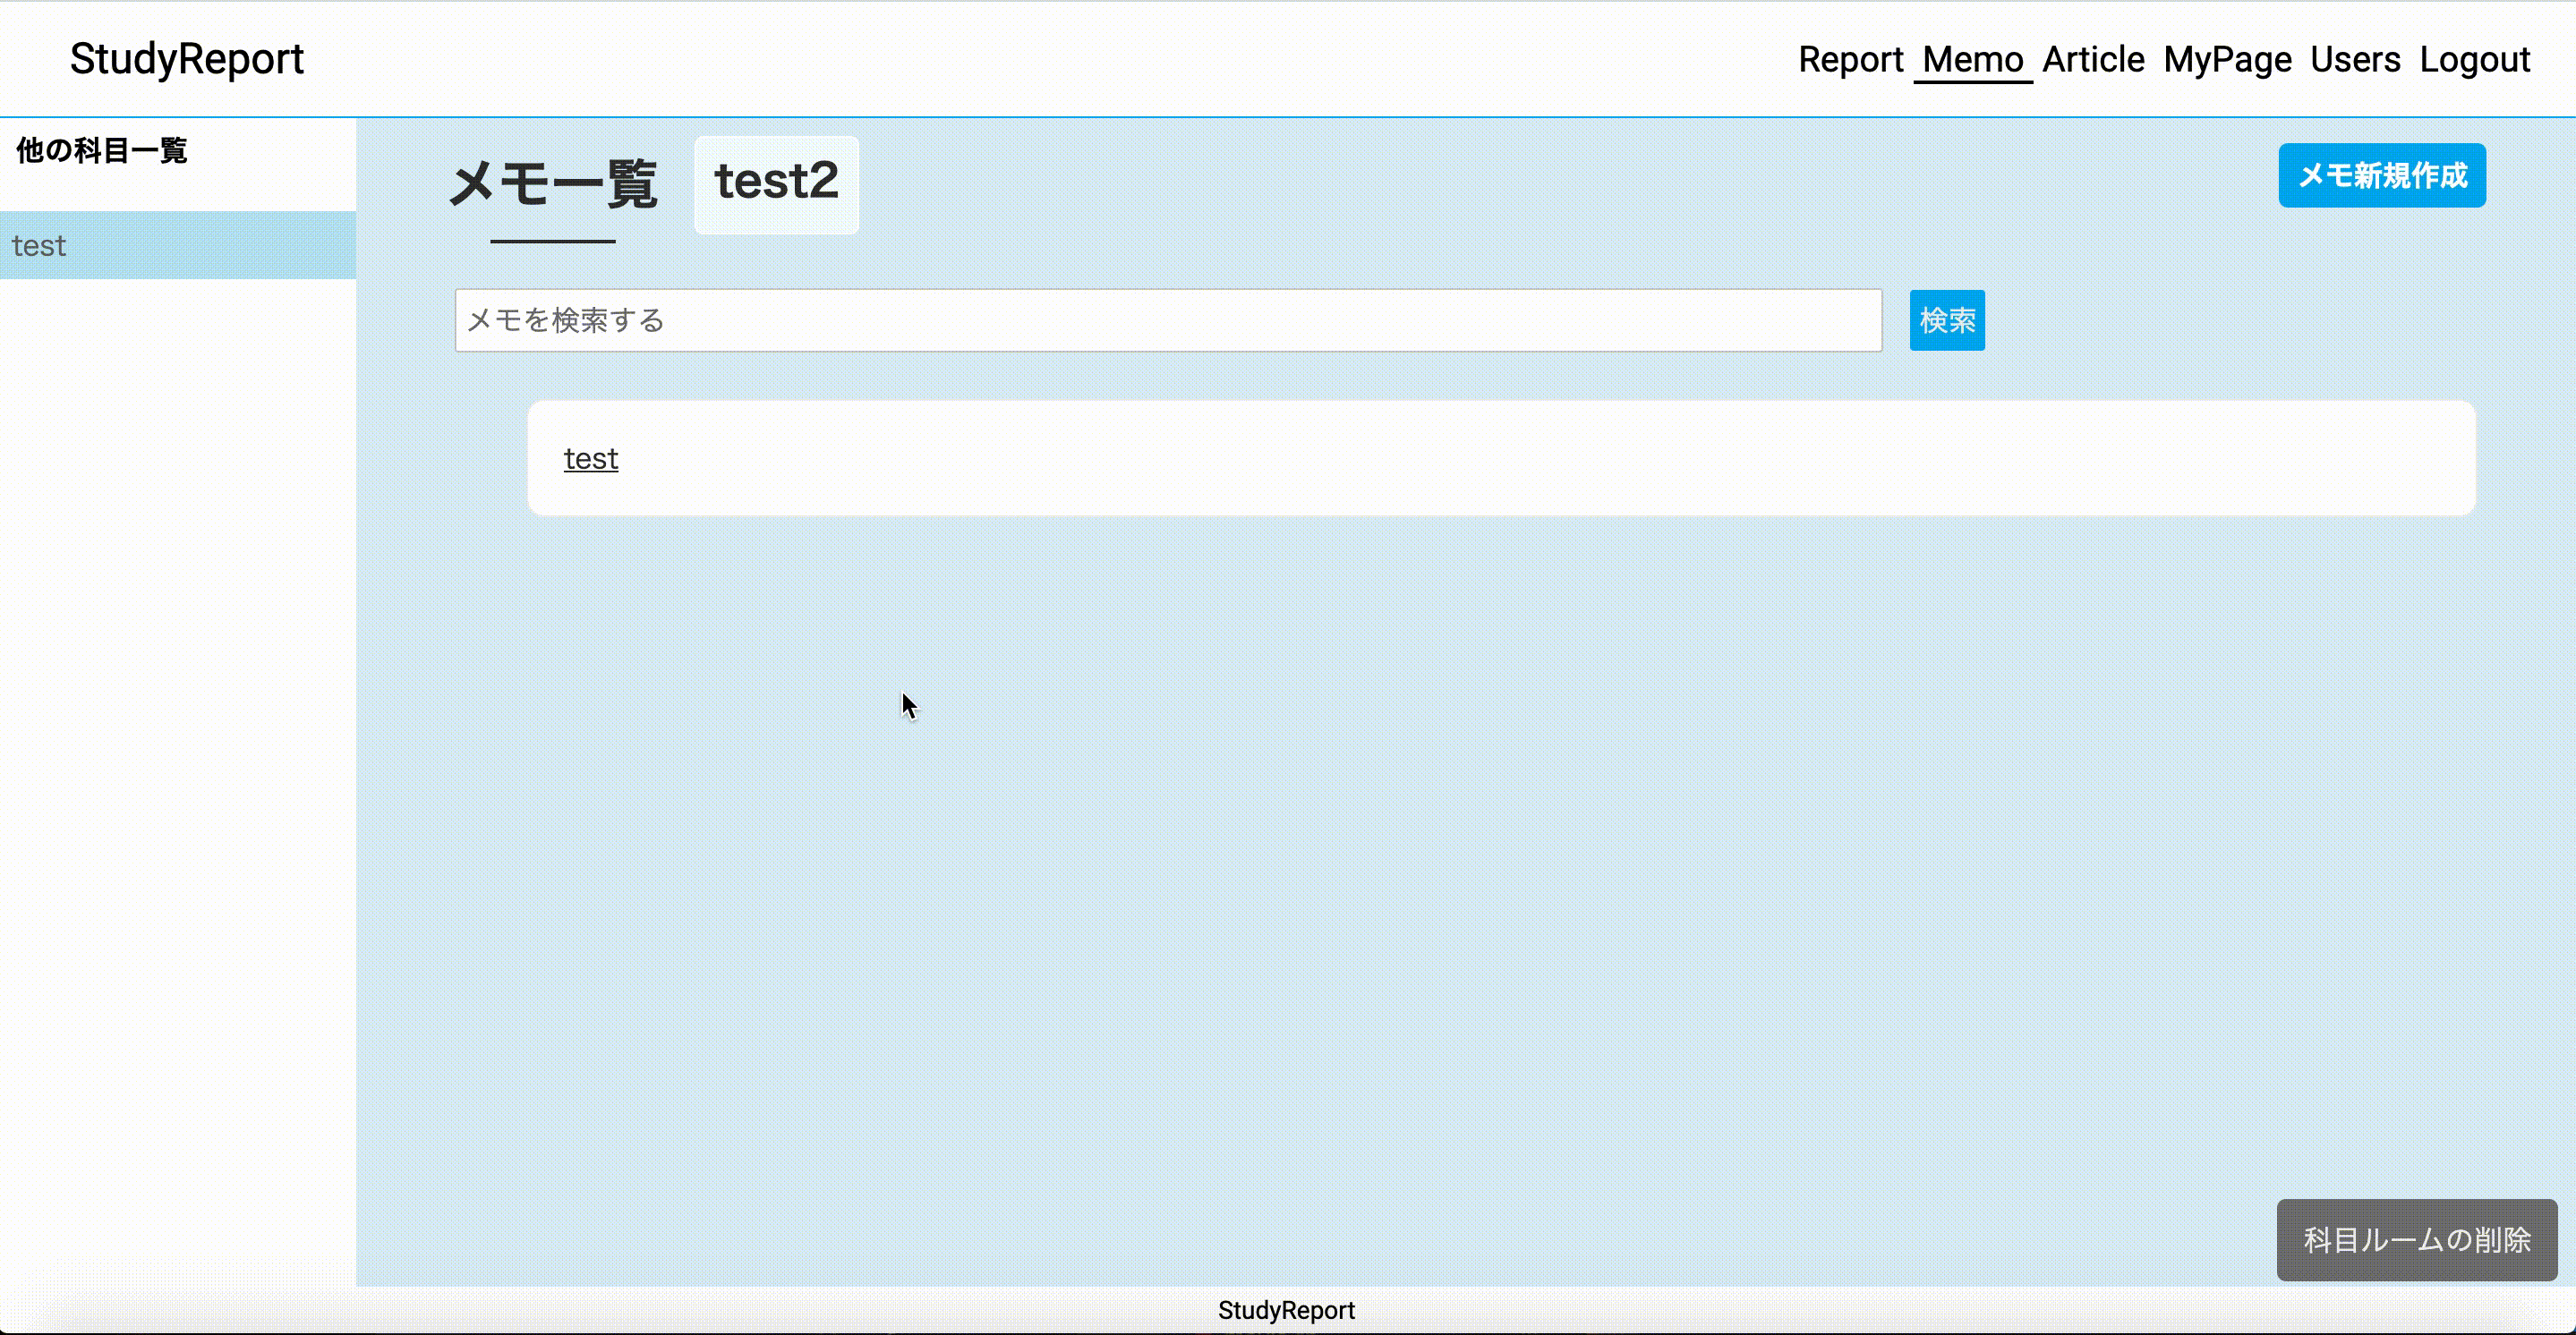 StudyReport
Report Memo Article MyPage Users Logout
他の科目一覧
test
メモ一覧
test2
メモ新規作成
メモを検索する
検索
test
科目ルームの削除
StudyReport